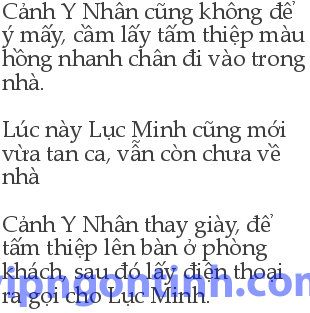 Cảnh Y Nhân cũng không để
ý mấy, cầm lấy tấm thiệp màu
hồng nhanh chân đi vào trong
nhà.
Lúc này Lục Minh cũng mới
vừa tan ca, vẫn còn chưa về
nhà
Cảnh Y Nhân thay giày, để
tấm thiệp lên bàn ở phòng
khách, sau đó lấy điện thoại
ra gọi cho Lục Minh.
vipngontinh.com